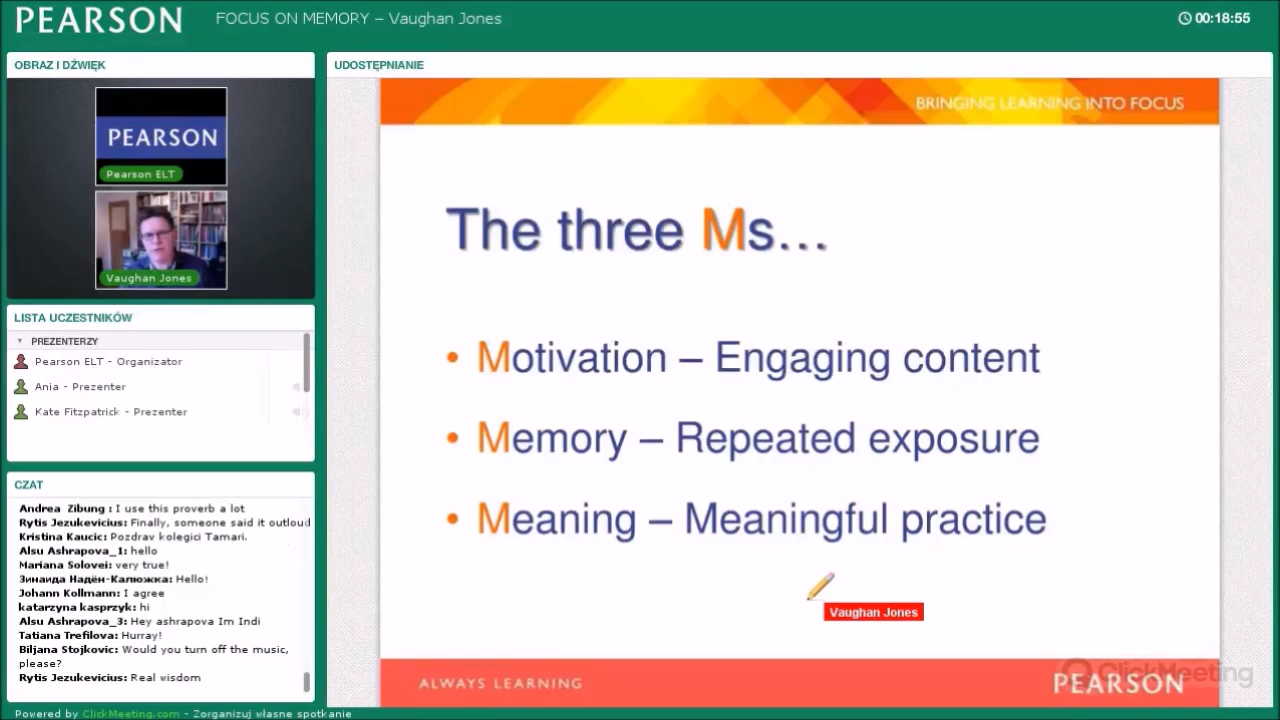 PEARSON
FOCUS ON MEMORY – Vaughan Jones
00:18:55
OBRAZ I DŹWIĘK
PEARSON
Pearson ELT
Vaughan Jones
LISTA UCZESTNIKÓW
PREZENTERZY
Pearson ELT - Organizator
Ania - Prezenter
Kate Fitzpatrick - Prezenter
CZAT
Andrea Zibung : I use this proverb a lot
Rytis Jezukevicius: Finally, someone said it outloud
Kristina Kaucic: Pozdrav kolegici Tamari.
Alsu Ashrapova_1: hello
Mariana Solovei: very true!
Зинаида Надён-Калюжка: Hello!
Johann Kollmann: I agree
katarzyna kasprzyk: hi
Alsu Ashrapova_3: Hey ashrapova Im Indi
Tatiana Trefilova: Hurray!
Biljana Stojkovic: Would you turn off the music,
please?
Rytis Jezukevicius: Real wisdom
UDOSTĘPNIANIE
BRINGING LEARNING INTO FOCUS
The three Ms...
• Motivation – Engaging content
• Memory – Repeated exposure
• Meaning – Meaningful practice
Vaughan Jones
ALWAYS LEARNING
PEARSON
ClickMeeting
Powered by ClickMeeting.com - Zorganizuj własne spotkanie